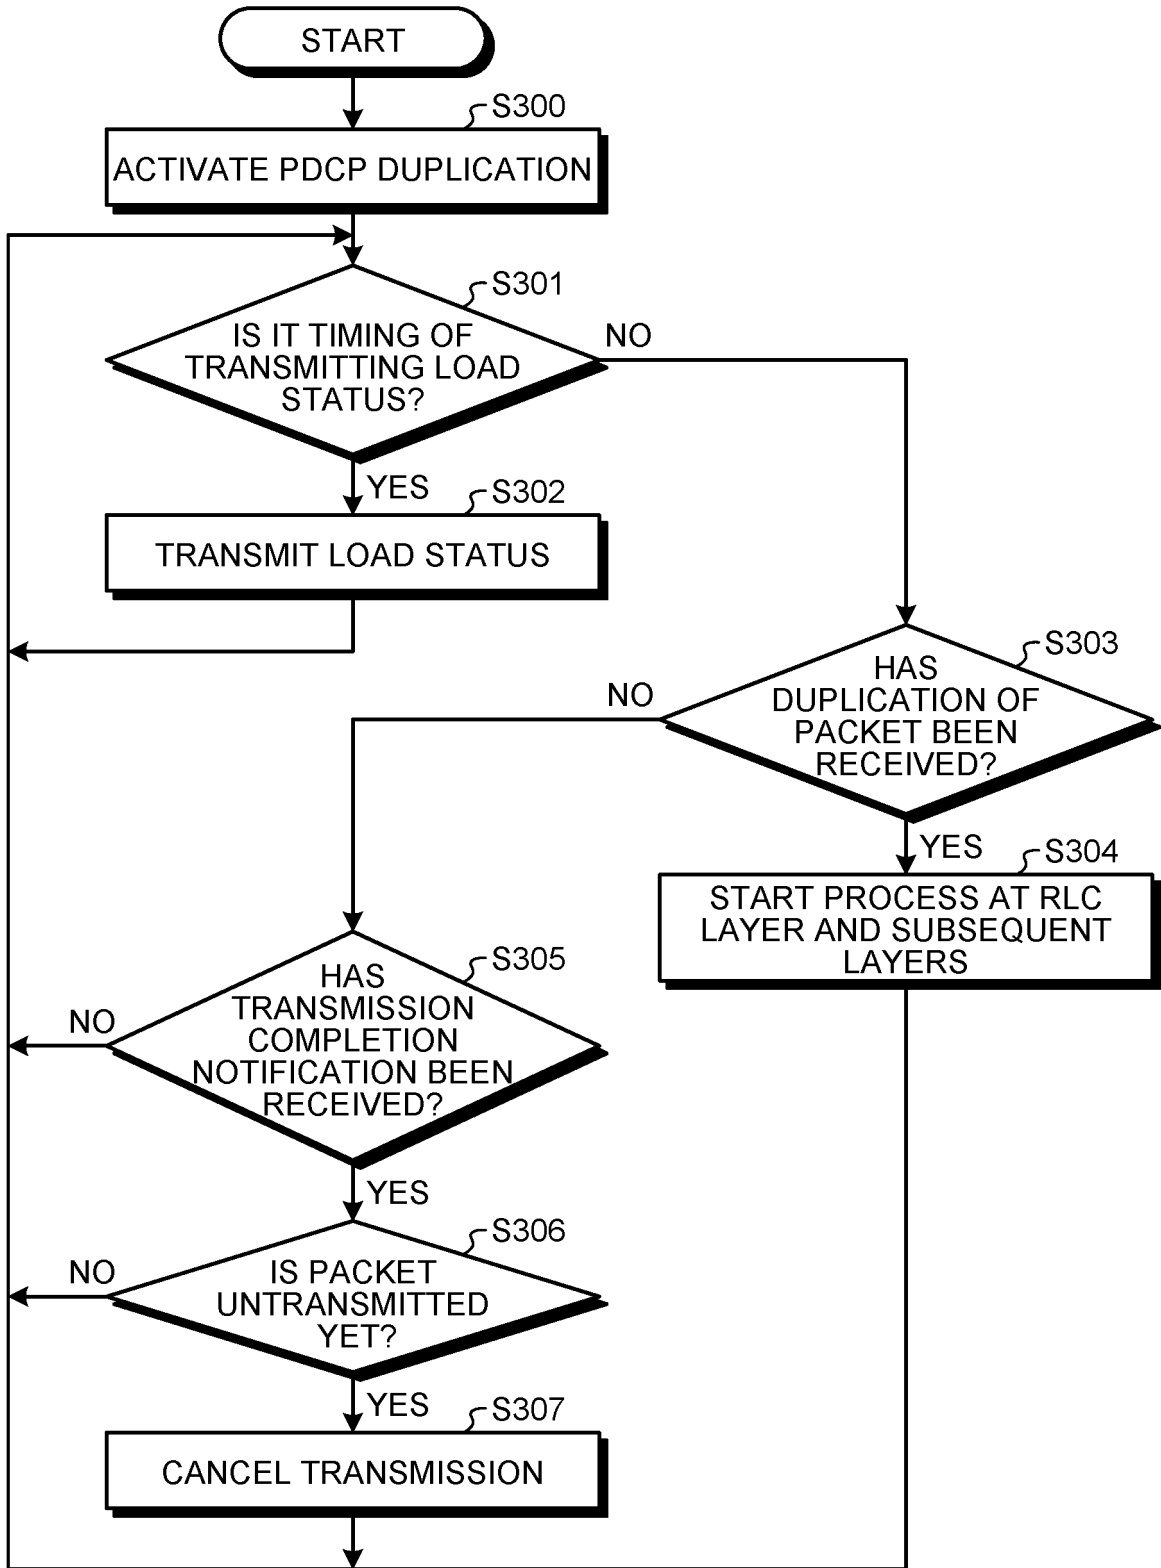 START
S300
ACTIVATE PDCP DUPLICATION
S301
IS IT TIMING OF
TRANSMITTING LOAD
STATUS?
NO
YES
S302
TRANSMIT LOAD STATUS
S303
HAS
DUPLICATION OF
PACKET BEEN
RECEIVED?
NO
YES
S304
START PROCESS AT RLC
LAYER AND SUBSEQUENT
LAYERS
S305
HAS
TRANSMISSION
COMPLETION
NOTIFICATION BEEN
RECEIVED?
NO
YES
S306
IS PACKET
UNTRANSMITTED
YET?
NO
YES
S307
CANCEL TRANSMISSION